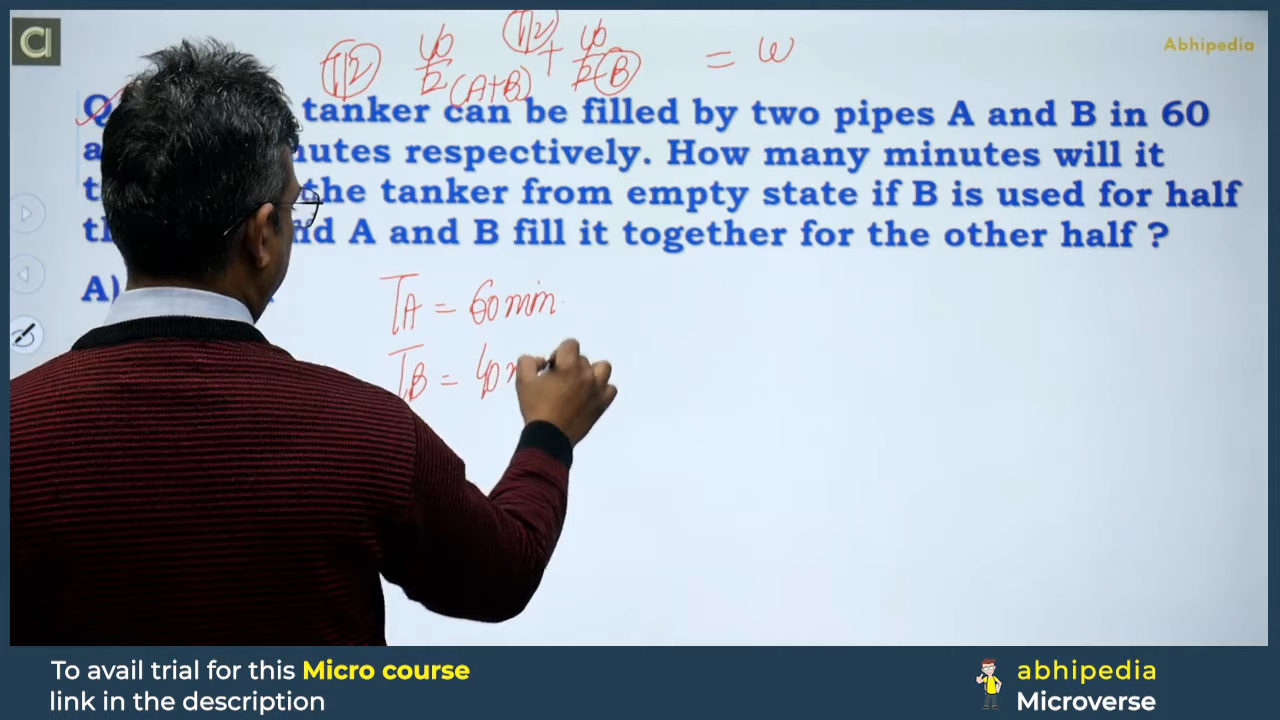 Abhipedia
T/2 T/2
w/2 (A+B) + w/2 (B) = w
Q tanker can be filled by two pipes A and B in 60
a nutes respectively. How many minutes will it
t the tanker from empty state if B is used for half
th nd A and B fill it together for the other half ?
A)
TA = 60 min
TB = 40 m
To avail trial for this Micro course
link in the description
abhipedia
Microverse